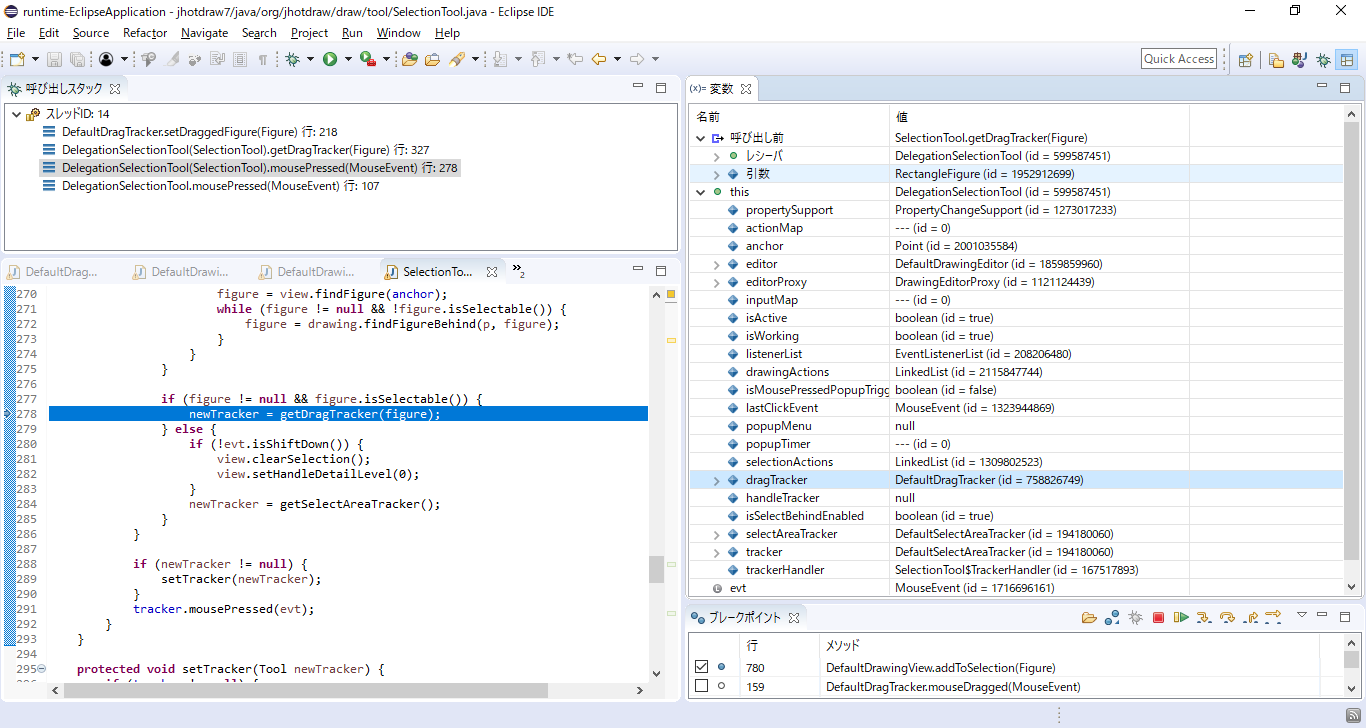 runtime-EclipseApplication - jhotdraw7/java/org/jhotdraw/draw/tool/SelectionTool.java - Eclipse IDE
File Edit Source Refactor Navigate Search Project Run Window Help
Quick Access
呼び出しスタック
スレッドID: 14
DefaultDragTracker.setDraggedFigure(Figure) 行: 218
DelegationSelectionTool(SelectionTool).getDragTracker(Figure) 行: 327
DelegationSelectionTool(SelectionTool).mousePressed(MouseEvent) 行: 278
DelegationSelectionTool.mousePressed(MouseEvent) 行: 107
DefaultDrag... DefaultDrawi... DefaultDrawi... SelectionTo... »2
270 figure = view.findFigure(anchor);
271 while (figure != null && !figure.isSelectable()) {
272 figure = drawing.findFigureBehind(p, figure);
273 }
274 }
275 }
276
277 if (figure != null && figure.isSelectable()) {
278 newTracker = getDragTracker(figure);
279 } else {
280 if (!evt.isShiftDown()) {
281 view.clearSelection();
282 view.setHandleDetailLevel(0);
283 }
284 newTracker = getSelectAreaTracker();
285 }
286 }
287
288 if (newTracker != null) {
289 setTracker(newTracker);
290 }
291 tracker.mousePressed(evt);
292 }
293 }
294
295 protected void setTracker(Tool newTracker) {
(x)= 変数
名前 値
呼び出し前 SelectionTool.getDragTracker(Figure)
レシーバ DelegationSelectionTool (id = 599587451)
引数 RectangleFigure (id = 1952912699)
this DelegationSelectionTool (id = 599587451)
propertySupport PropertyChangeSupport (id = 1273017233)
actionMap --- (id = 0)
anchor Point (id = 2001035584)
editor DefaultDrawingEditor (id = 1859859960)
editorProxy DrawingEditorProxy (id = 1121124439)
inputMap --- (id = 0)
isActive boolean (id = true)
isWorking boolean (id = true)
listenerList EventListenerList (id = 208206480)
drawingActions LinkedList (id = 2115847744)
isMousePressedPopupTrigg boolean (id = false)
lastClickEvent MouseEvent (id = 1323944869)
popupMenu null
popupTimer --- (id = 0)
selectionActions LinkedList (id = 1309802523)
dragTracker DefaultDragTracker (id = 758826749)
handleTracker null
isSelectBehindEnabled boolean (id = true)
selectAreaTracker DefaultSelectAreaTracker (id = 194180060)
tracker DefaultSelectAreaTracker (id = 194180060)
trackerHandler SelectionTool$TrackerHandler (id = 167517893)
evt MouseEvent (id = 1716696161)
ブレークポイント
行 メソッド
780 DefaultDrawingView.addToSelection(Figure)
159 DefaultDragTracker.mouseDragged(MouseEvent)